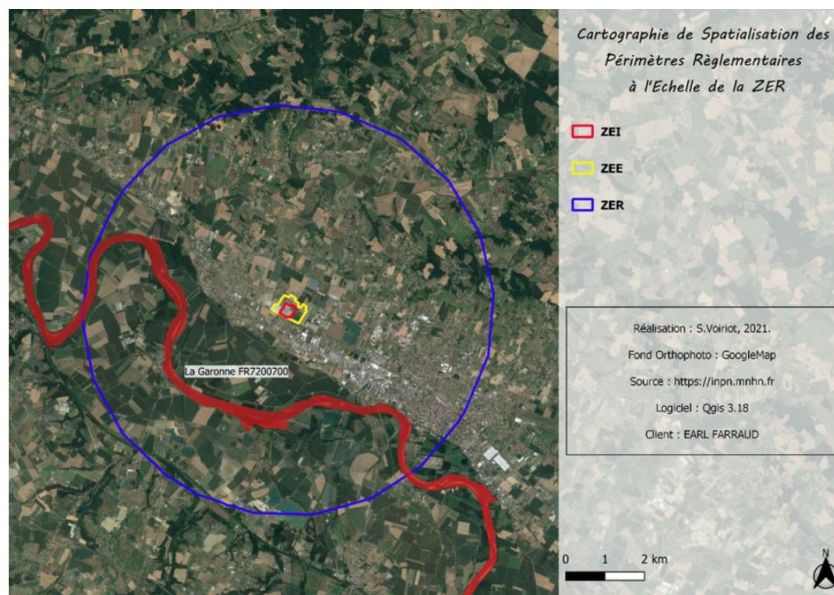 Cartographie de Spatialisation des
Périmètres Règlementaires
à l'Echelle de la ZER
ZEI
ZEE
ZER
La Garonne FR7200700
Réalisation : S.Voiriot, 2021.
Fond Orthophoto : GoogleMap
Source : https://inpn.mnhn.fr
Logiciel : Qgis 3.18
Client : EARL FARRAUD
0 1 2 km
N